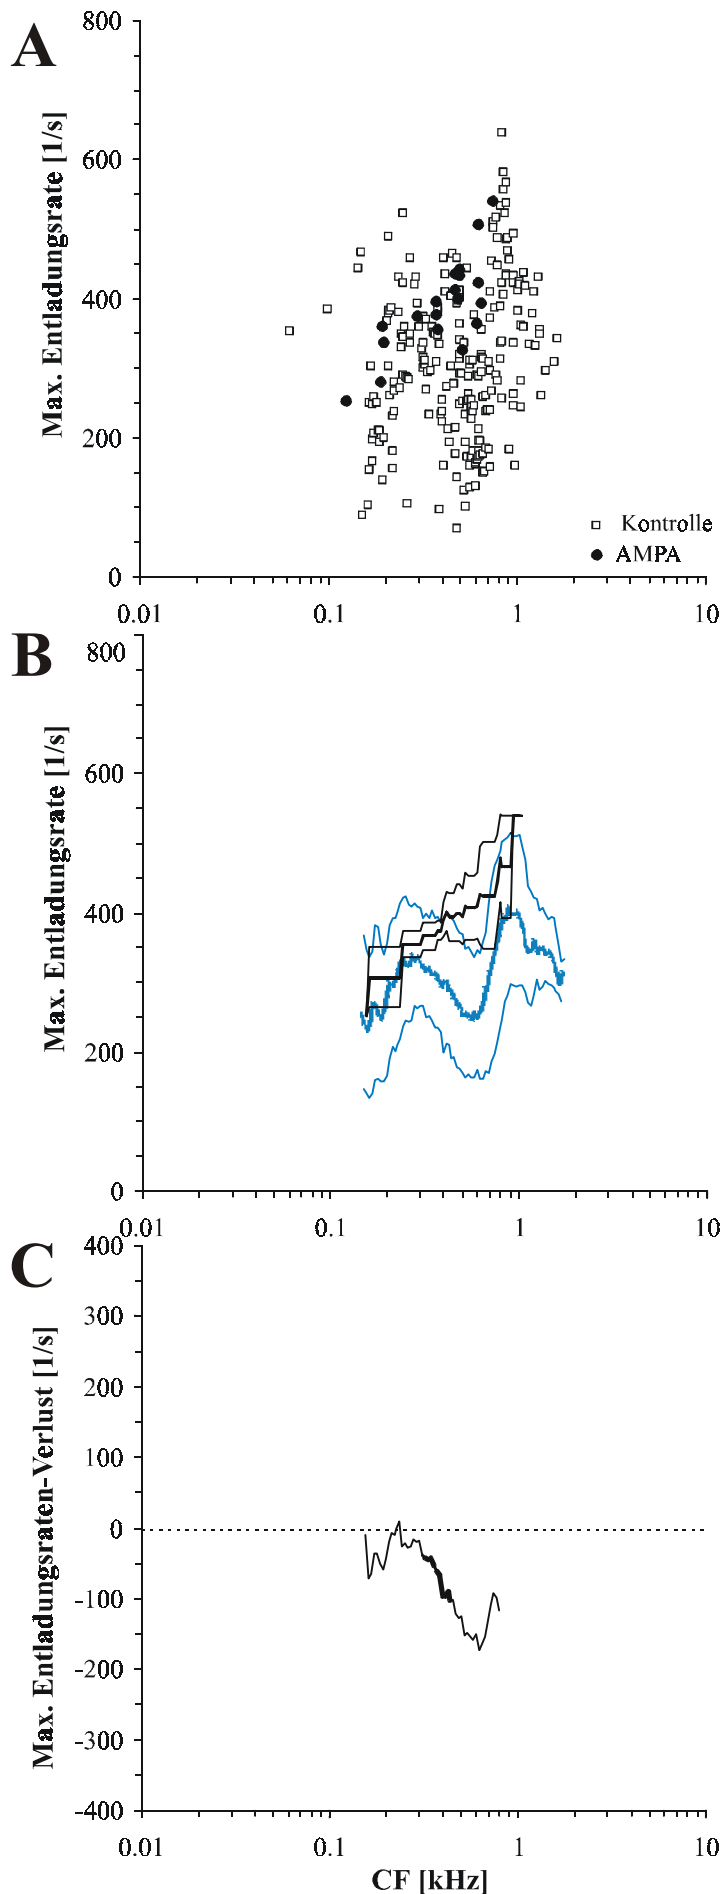 A
800
600
400
200
0
Max. Entladungsrate [1/s]
Kontrolle
AMPA
0.01 0.1 1 10
B
800
600
400
200
0
Max. Entladungsrate [1/s]
0.01 0.1 1 10
C
400
300
200
100
0
-100
-200
-300
-400
Max. Entladungsraten-Verlust [1/s]
0.01 0.1 1 10
CF [kHz]